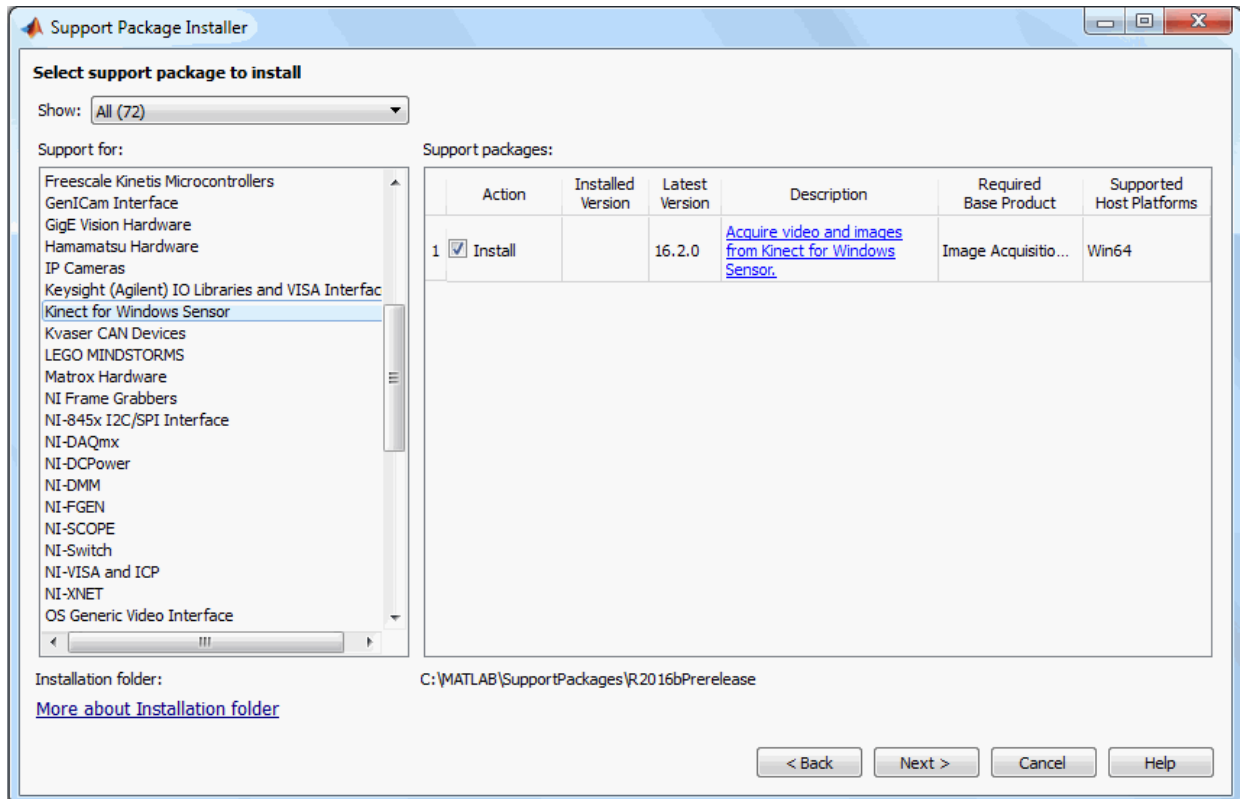 Support Package Installer
Select support package to install
Show: All (72)
Support for:
Freescale Kinetis Microcontrollers
GenICam Interface
GigE Vision Hardware
Hamamatsu Hardware
IP Cameras
Keysight (Agilent) IO Libraries and VISA Interfac
Kinect for Windows Sensor
Kvaser CAN Devices
LEGO MINDSTORMS
Matrox Hardware
NI Frame Grabbers
NI-845x I2C/SPI Interface
NI-DAQmx
NI-DCPower
NI-DMM
NI-FGEN
NI-SCOPE
NI-Switch
NI-VISA and ICP
NI-XNET
OS Generic Video Interface
Support packages:
Action Installed Version Latest Version Description Required Base Product Supported Host Platforms
1 Install 16.2.0 Acquire video and images from Kinect for Windows Sensor. Image Acquisitio... Win64
Installation folder: C:\MATLAB\SupportPackages\R2016bPrerelease
More about Installation folder
< Back Next > Cancel Help